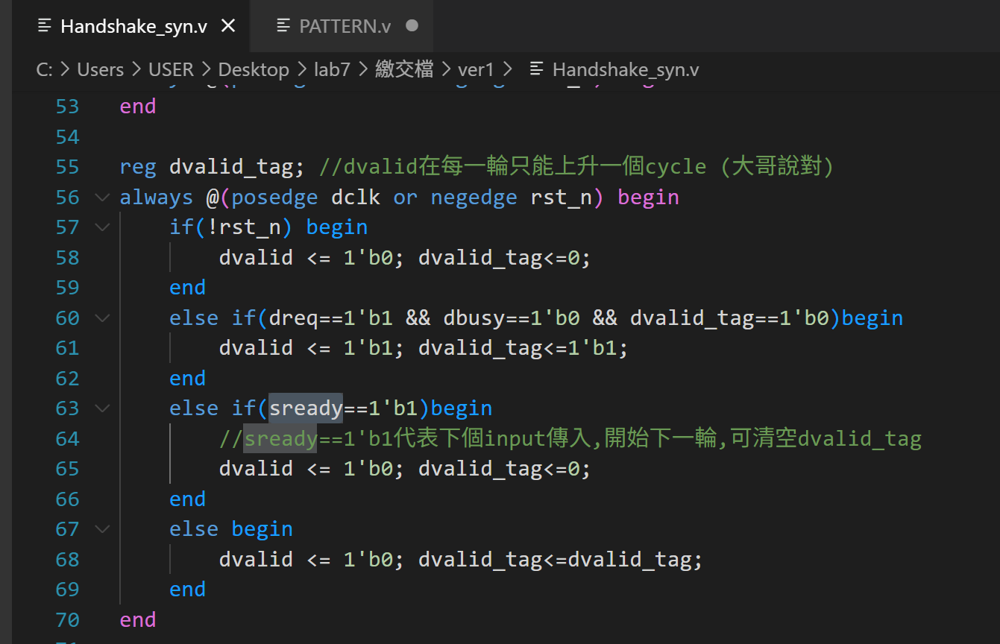 Handshake_syn.v × PATTERN.v
C: > Users > USER > Desktop > lab7 > 繳交檔 > ver1 > Handshake_syn.v
53 end
54
55 reg dvalid_tag; //dvalid在每一輪只能上升一個cycle (大哥說對)
56 always @(posedge dclk or negedge rst_n) begin
57     if(!rst_n) begin
58         dvalid <= 1'b0; dvalid_tag<=0;
59     end
60     else if(dreq==1'b1 && dbusy==1'b0 && dvalid_tag==1'b0)begin
61         dvalid <= 1'b1; dvalid_tag<=1'b1;
62     end
63     else if(sready==1'b1)begin
64         //sready==1'b1代表下個input傳入,開始下一輪,可清空dvalid_tag
65         dvalid <= 1'b0; dvalid_tag<=0;
66     end
67     else begin
68         dvalid <= 1'b0; dvalid_tag<=dvalid_tag;
69     end
70 end